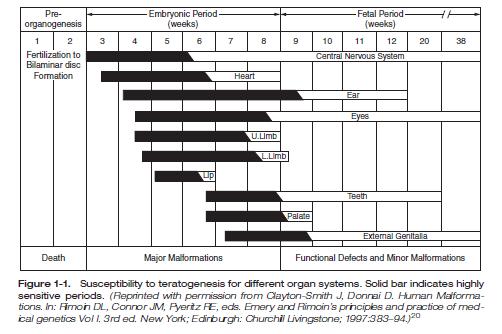 Pre-
organogenesis
Embryonic Period
(weeks)
Fetal Period
(weeks)
1 2 3 4 5 6 7 8 9 10 11 12 20 38
Fertilization to
Bilaminar disc
Formation
Central Nervous System
Heart
Ear
Eyes
U.Limb
L.Limb
Lip
Teeth
Palate
External Genitalia
Death
Major Malformations
Functional Defects and Minor Malformations
Figure 1-1. Susceptibility to teratogenesis for different organ systems. Solid bar indicates highly
sensitive periods. (Reprinted with permission from Clayton-Smith J, Donnai D. Human Malforma-
tions. In: Rimoin DL, Connor JM, Pyeritz RE, eds. Emery and Rimoin's principles and practice of med-
ical genetics Vol I. 3rd ed. New York; Edinburgh: Churchill Livingstone; 1997:383–94.)20